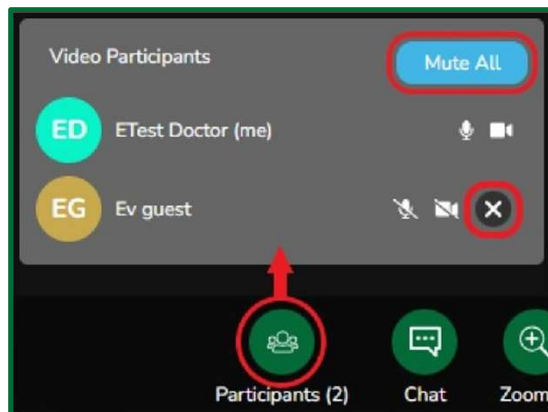 Video Participants
Mute All
ED
ETest Doctor (me)
EG
Ev guest
Participants (2)
Chat
Zoom